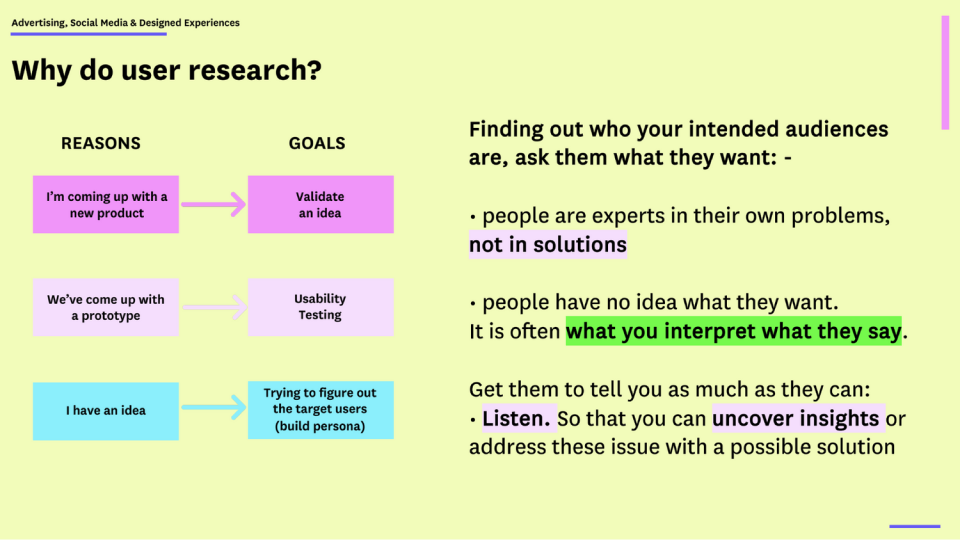 Advertising, Social Media & Designed Experiences
Why do user research?
REASONS
GOALS
I'm coming up with a
new product
Validate
an idea
We've come up with
a prototype
Usability
Testing
I have an idea
Trying to figure out
the target users
(build persona)
Finding out who your intended audiences
are, ask them what they want: -
• people are experts in their own problems,
not in solutions
• people have no idea what they want.
It is often what you interpret what they say.
Get them to tell you as much as they can:
• Listen. So that you can uncover insights or
address these issue with a possible solution